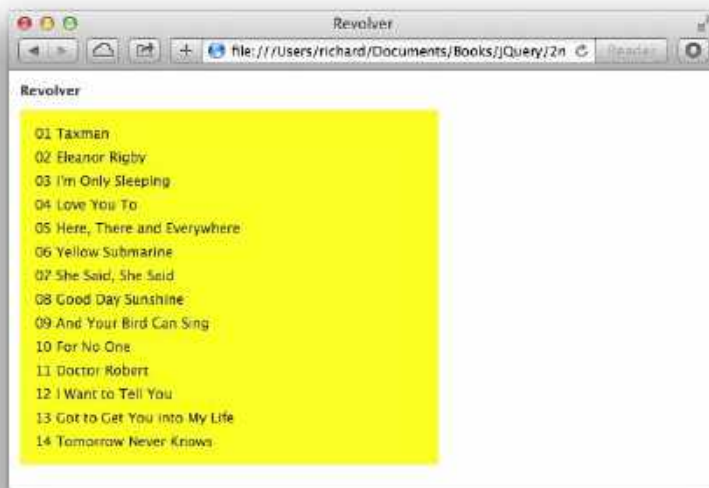 Revolver
file:///Users/richard/Documents/Books/jQuery/2n
Reader
Revolver
01 Taxman
02 Eleanor Rigby
03 I'm Only Sleeping
04 Love You To
05 Here, There and Everywhere
06 Yellow Submarine
07 She Said, She Said
08 Good Day Sunshine
09 And Your Bird Can Sing
10 For No One
11 Doctor Robert
12 I Want to Tell You
13 Got to Get You into My Life
14 Tomorrow Never Knows